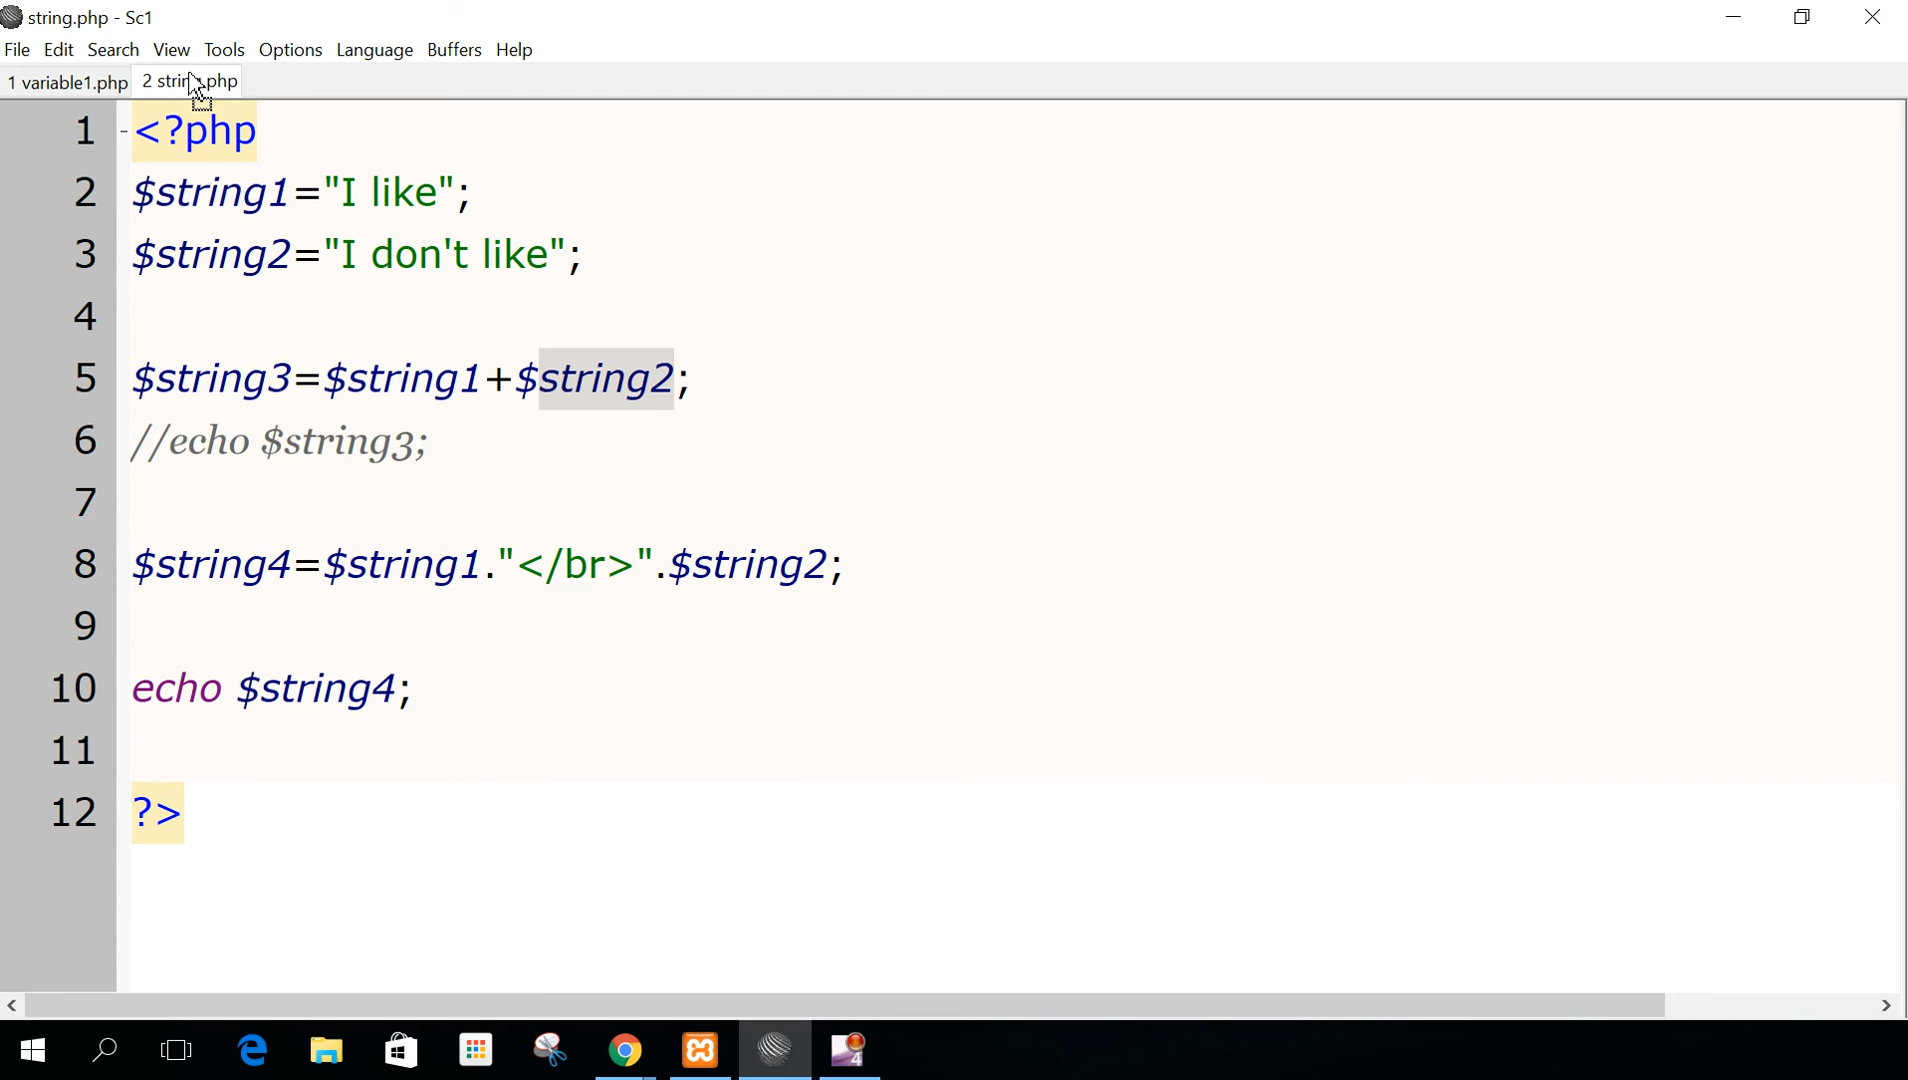 string.php - Sc1
File Edit Search View Tools Options Language Buffers Help
1 variable1.php 2 string.php
1 <?php
2 $string1="I like";
3 $string2="I don't like";
4
5 $string3=$string1+$string2;
6 //echo $string3;
7
8 $string4=$string1."</br>".$string2;
9
10 echo $string4;
11
12 ?>
4